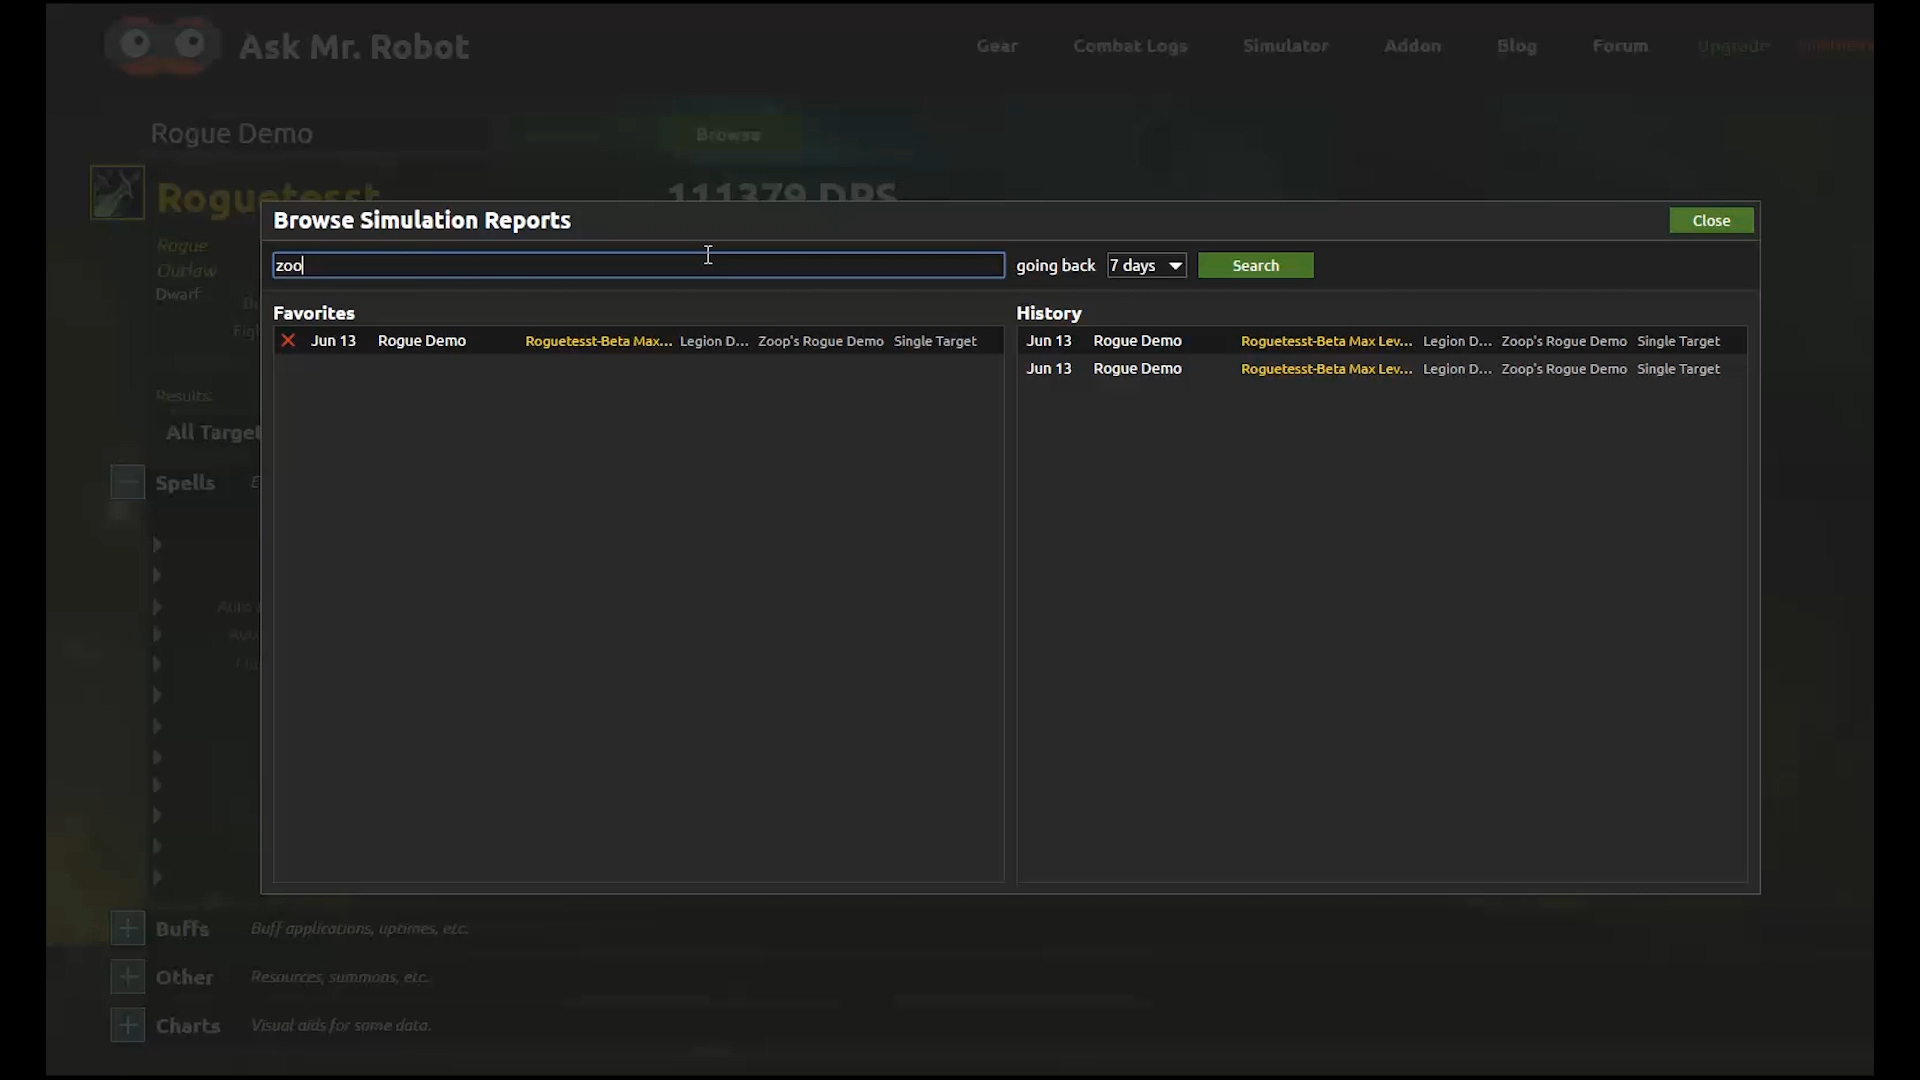 Ask Mr. Robot
Gear Combat Logs Simulator Addon Blog Forum Upgrade
Rogue Demo
Browse
Roguetesst
111379 DPS
Browse Simulation Reports
Close
zoo
going back 7 days Search
Rogue
Outlaw
Dwarf
Favorites
Jun 13 Rogue Demo Roguetesst-Beta Max... Legion D... Zoop's Rogue Demo Single Target
History
Jun 13 Rogue Demo Roguetesst-Beta Max Lev... Legion D... Zoop's Rogue Demo Single Target
Jun 13 Rogue Demo Roguetesst-Beta Max Lev... Legion D... Zoop's Rogue Demo Single Target
Results:
All Target
Spells
Buffs Buff applications, uptimes, etc.
Other Resources, summons, etc.
Charts Visual aids for some data.